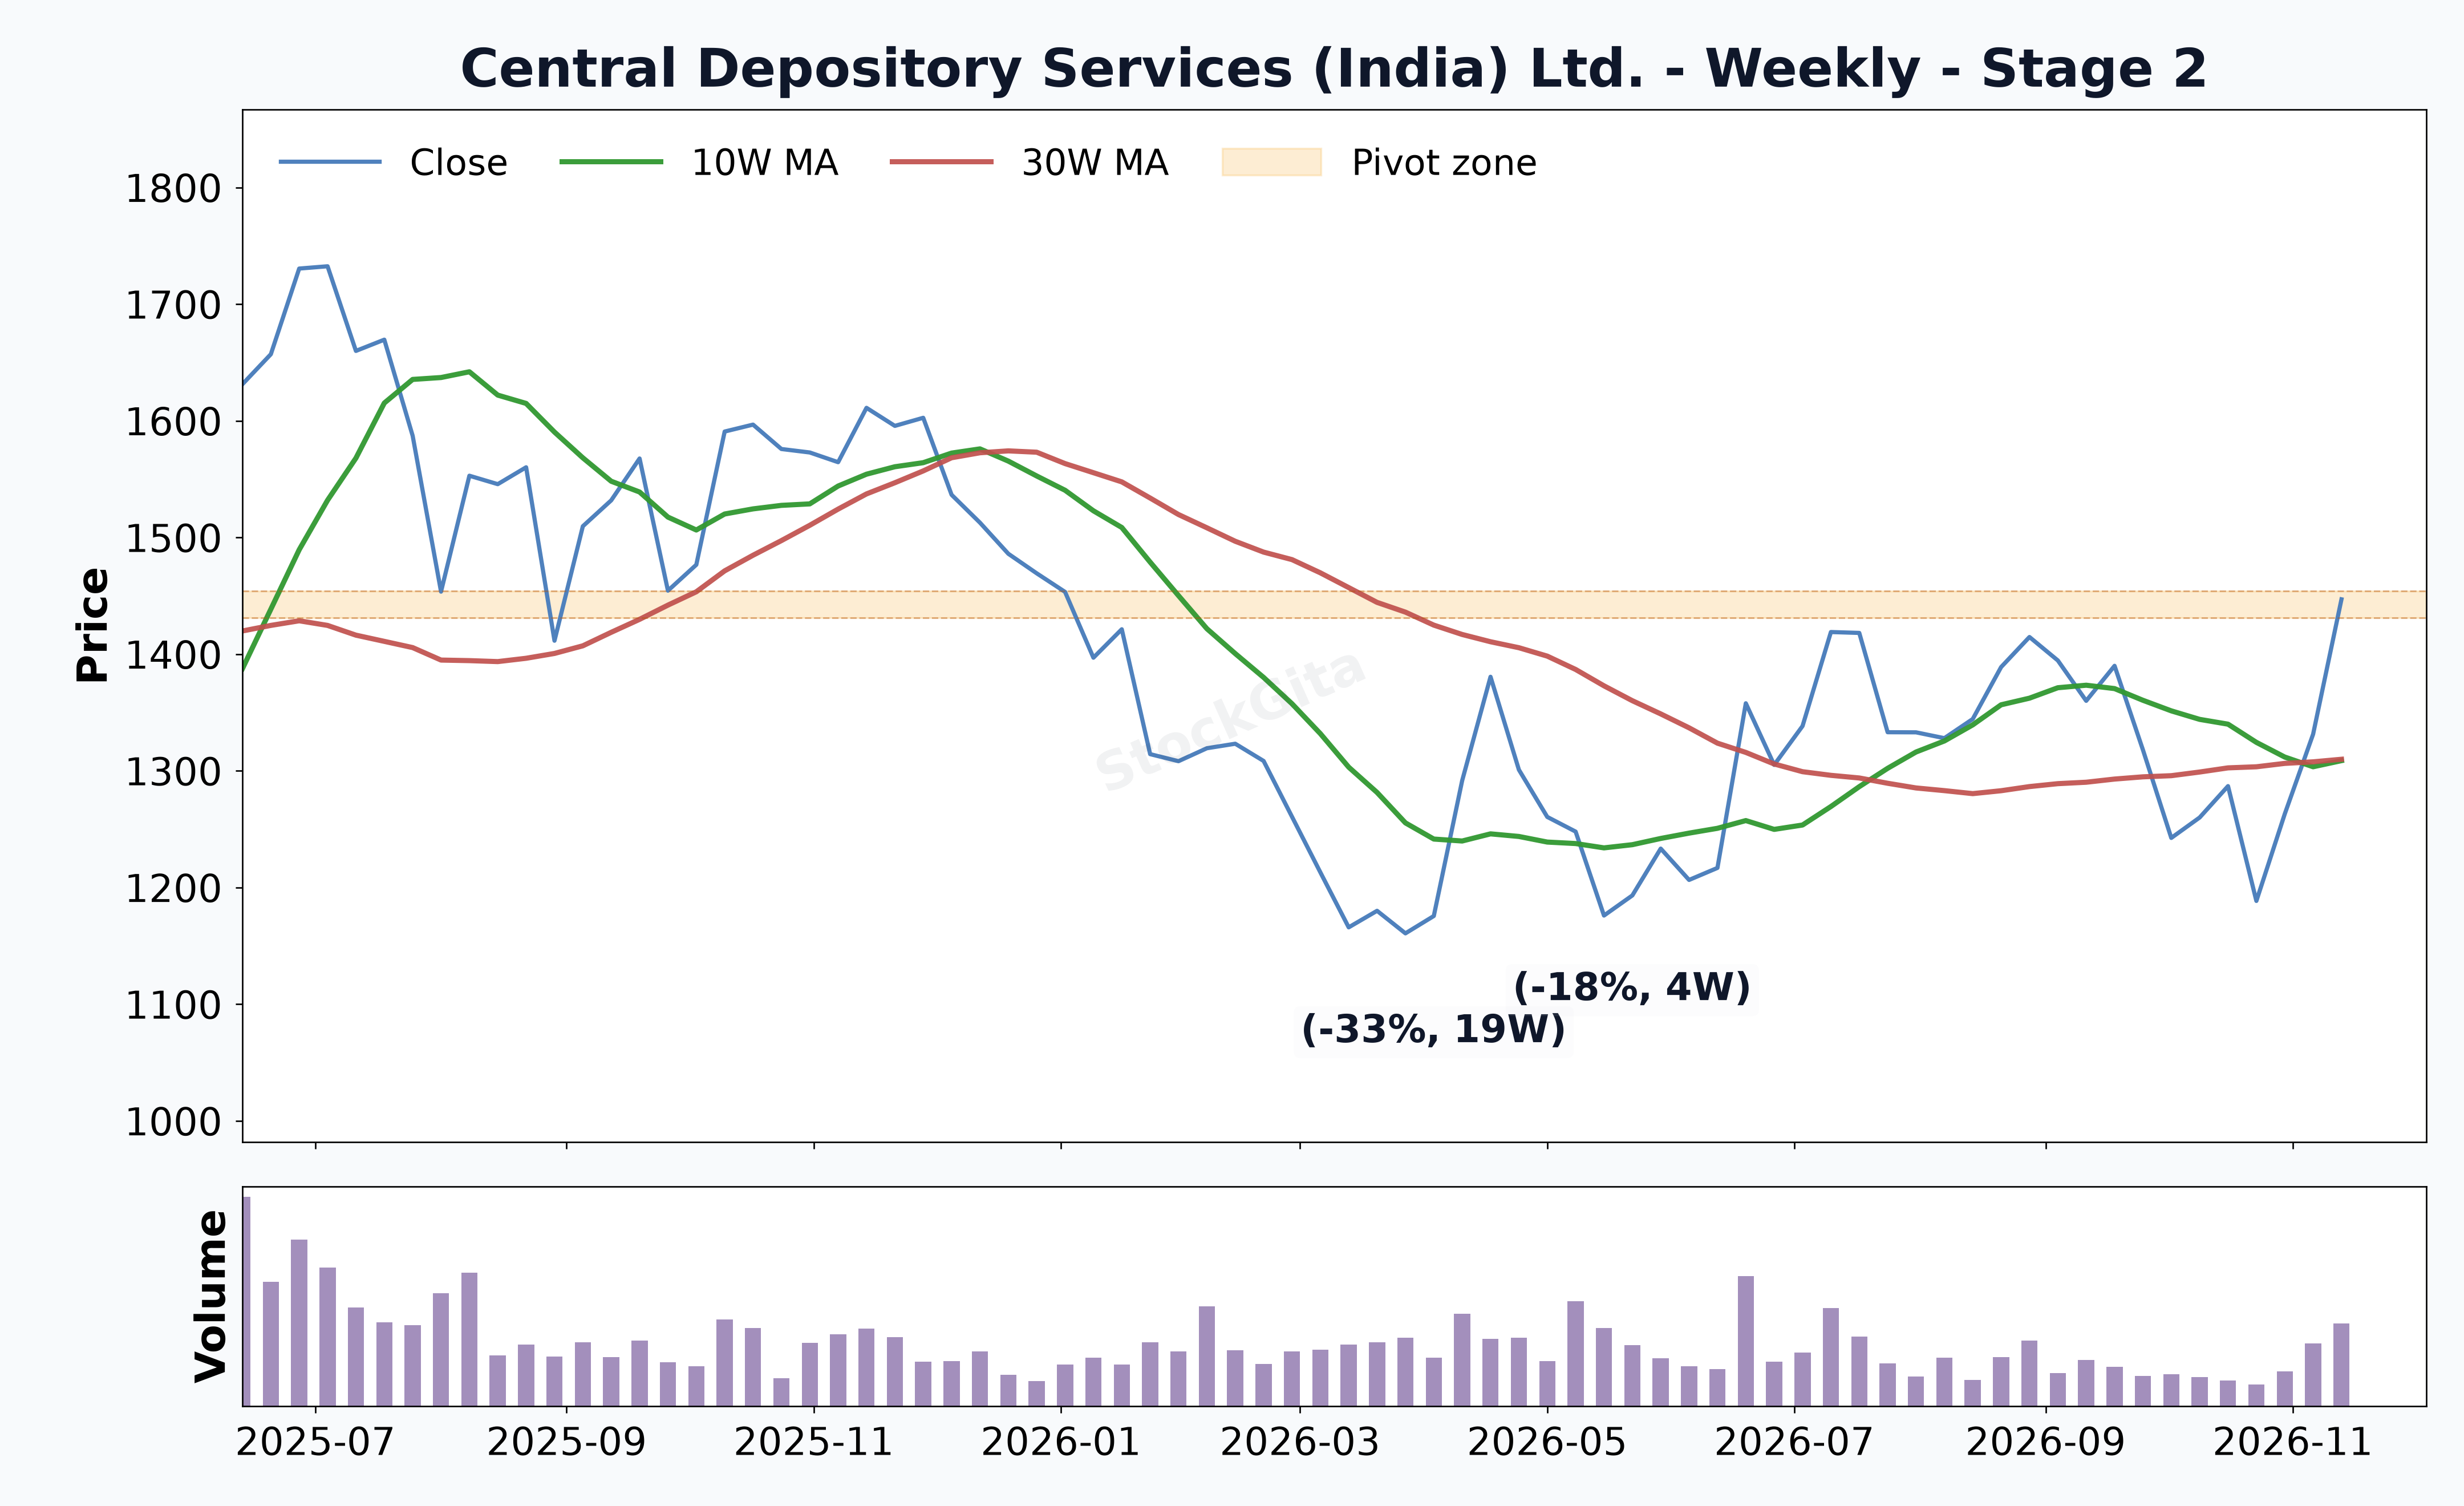 Central Depository Services (India) Ltd. - Weekly - Stage 2
Close 10W MA 30W MA Pivot zone
1800
1700
1600
1500
1400
1300
1200
1100
1000
Price
StockGita
(-18%, 4W)
(-33%, 19W)
Volume
2025-07 2025-09 2025-11 2026-01 2026-03 2026-05 2026-07 2026-09 2026-11